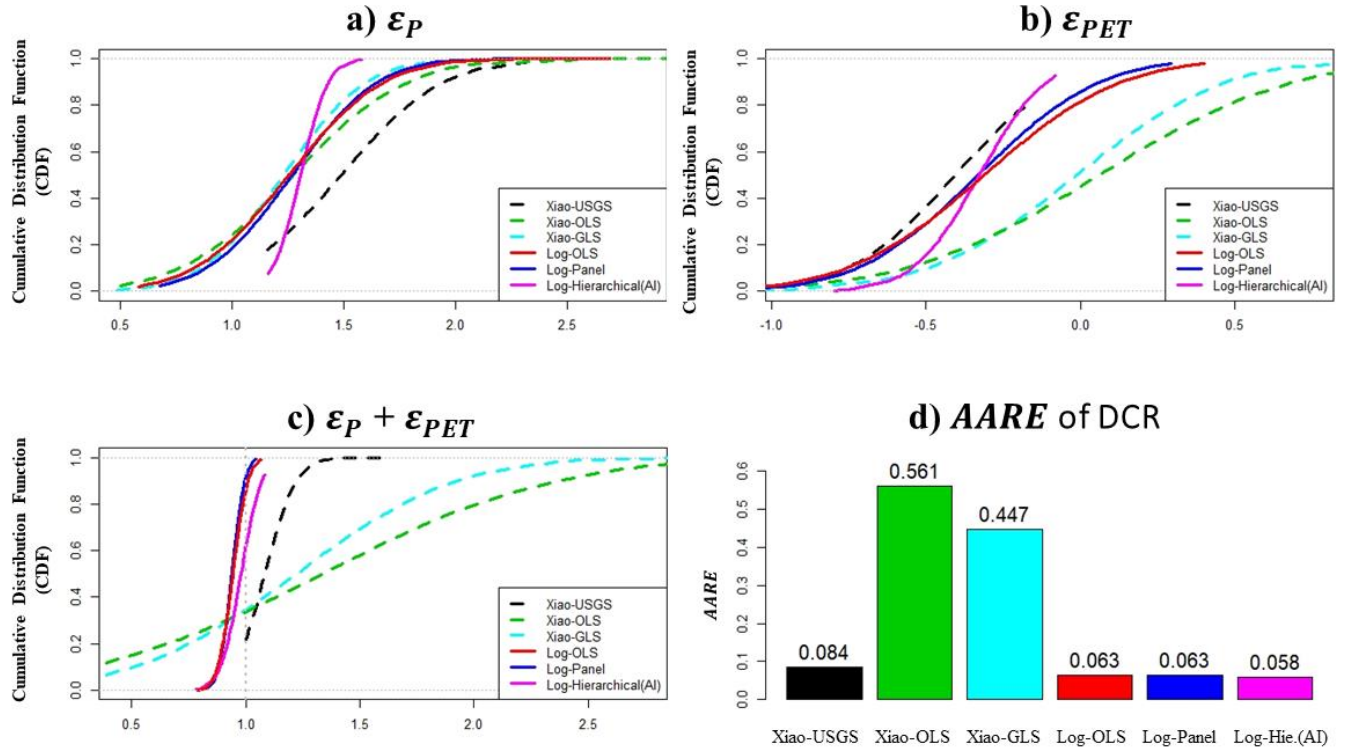 a) ε_P
Cumulative Distribution Function
(CDF)
1.0
0.8
0.6
0.4
0.2
0.0
0.5 1.0 1.5 2.0 2.5
Xiao-USGS
Xiao-OLS
Xiao-GLS
Log-OLS
Log-Panel
Log-Hierarchical(AI)
b) ε_PET
Cumulative Distribution Function
(CDF)
1.0
0.8
0.6
0.4
0.2
0.0
-1.0 -0.5 0.0 0.5
Xiao-USGS
Xiao-OLS
Xiao-GLS
Log-OLS
Log-Panel
Log-Hierarchical(AI)
c) ε_P + ε_PET
Cumulative Distribution Function
(CDF)
1.0
0.8
0.6
0.4
0.2
0.0
0.5 1.0 1.5 2.0 2.5
Xiao-USGS
Xiao-OLS
Xiao-GLS
Log-OLS
Log-Panel
Log-Hierarchical(AI)
d) AARE of DCR
AARE
0.6
0.5
0.4
0.3
0.2
0.1
0.0
0.084 0.561 0.447 0.063 0.063 0.058
Xiao-USGS Xiao-OLS Xiao-GLS Log-OLS Log-Panel Log-Hie.(AI)